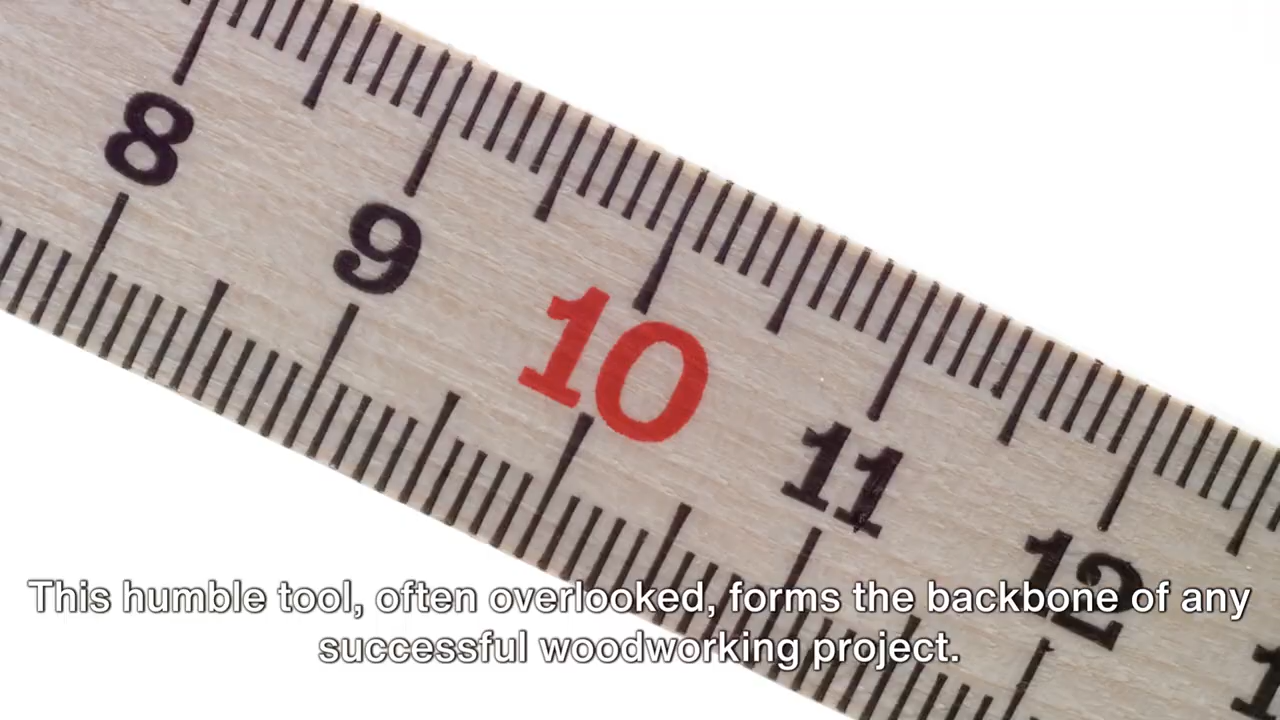 8
9
10
11
12
This humble tool, often overlooked, forms the backbone of any
successful woodworking project.